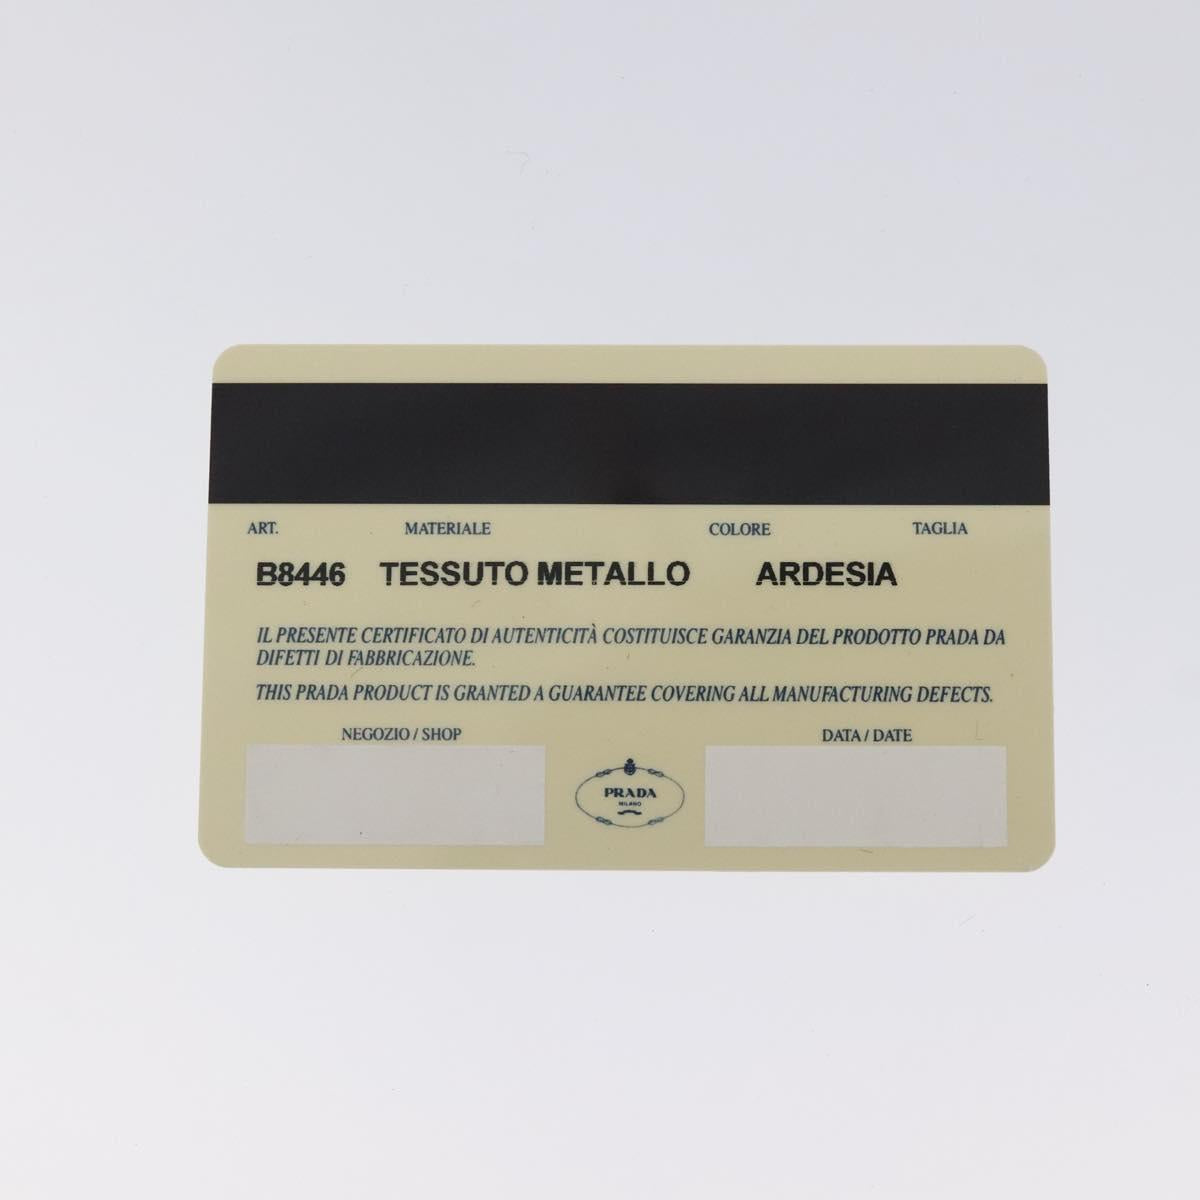 ART. MATERIALE COLORE TAGLIA
B8446 TESSUTO METALLO ARDESIA
IL PRESENTE CERTIFICATO DI AUTENTICITÀ COSTITUISCE GARANZIA DEL PRODOTTO PRADA DA
DIFETTI DI FABBRICAZIONE.
THIS PRADA PRODUCT IS GRANTED A GUARANTEE COVERING ALL MANUFACTURING DEFECTS.
NEGOZIO / SHOP DATA / DATE
PRADA
MILANO